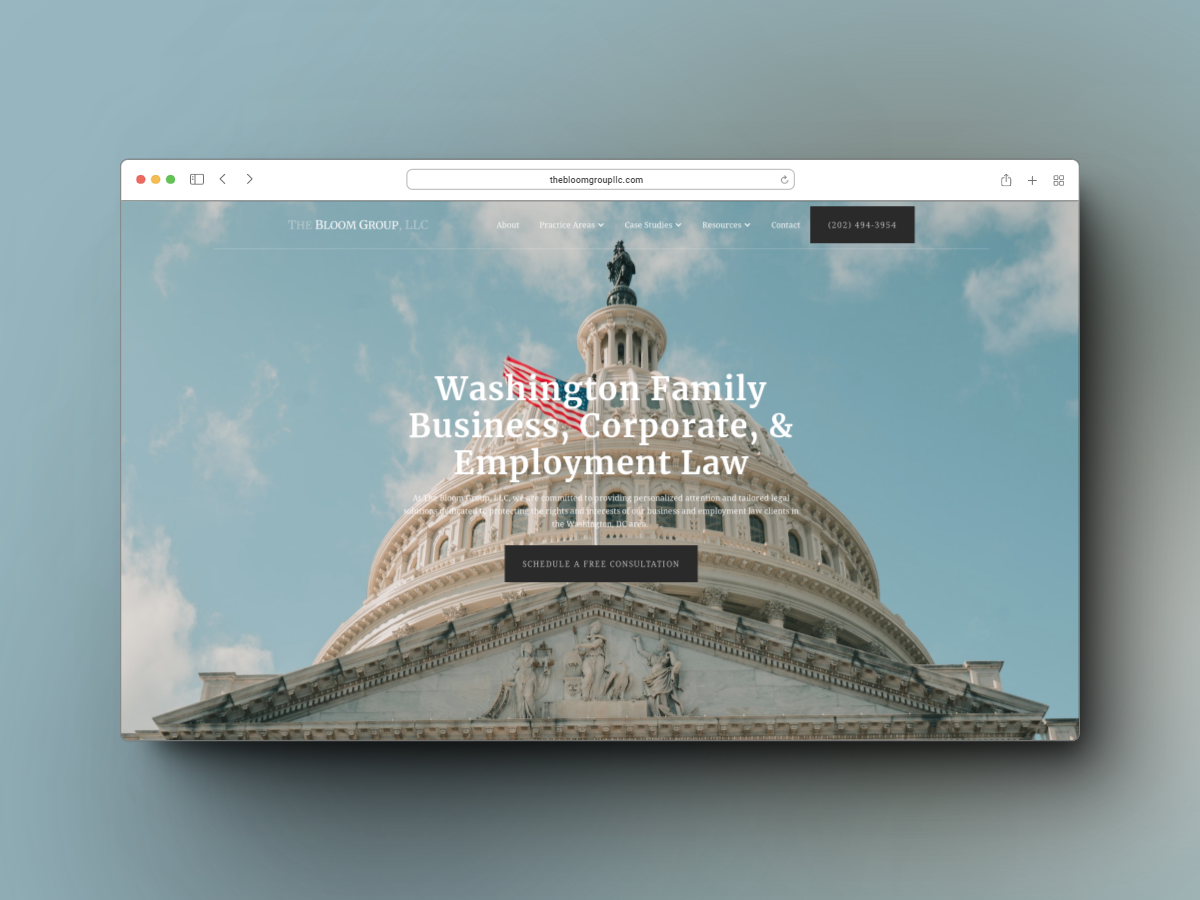 thebloomgroupllc.com
THE BLOOM GROUP, LLC
About Practice Areas Case Studies Resources Contact (202) 494-3954
Washington Family
Business, Corporate, &
Employment Law
At The Bloom Group, LLC, we are committed to providing personalized attention and tailored legal
solutions dedicated to protecting the rights and interests of our business and employment law clients in
the Washington, DC area.
SCHEDULE A FREE CONSULTATION